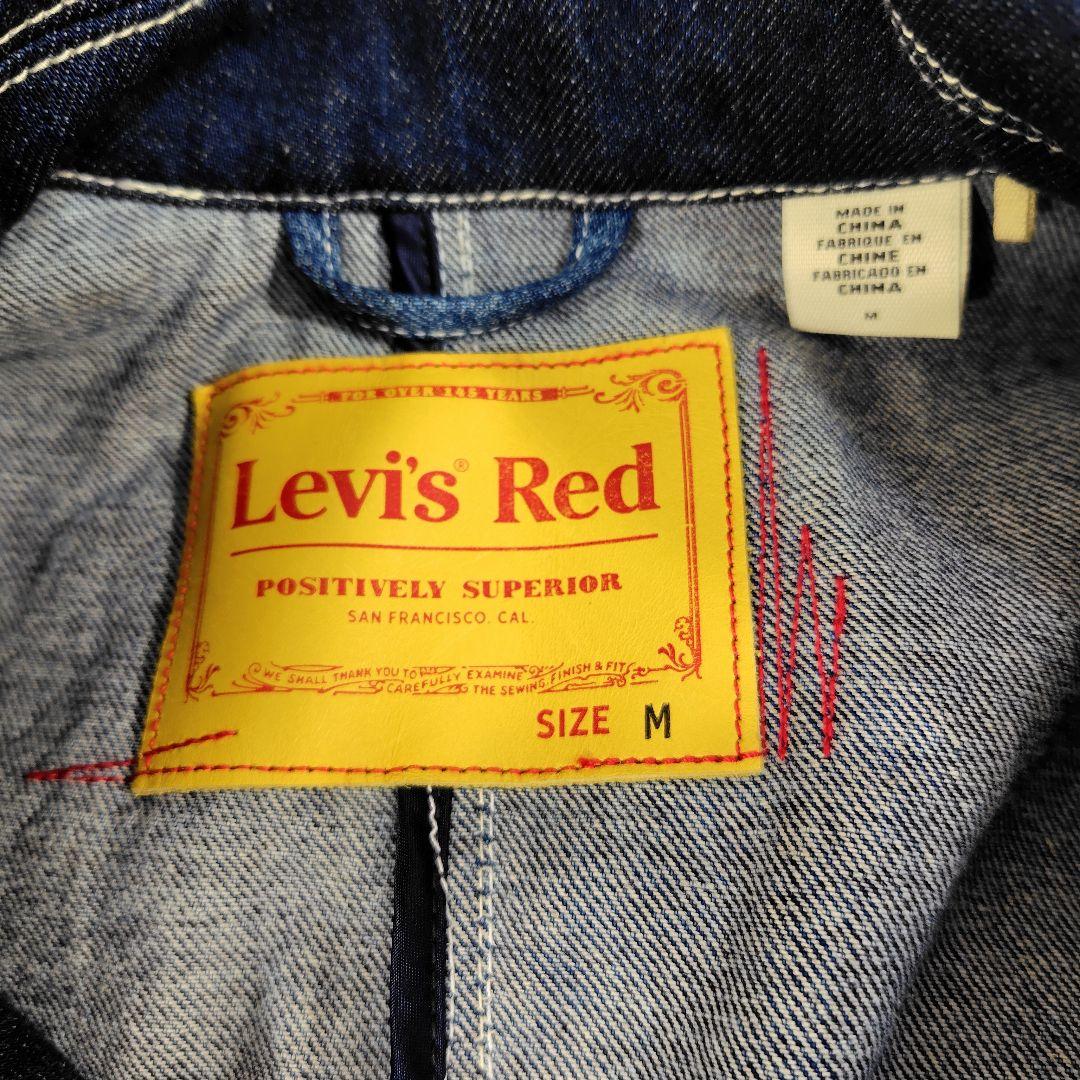 MADE IN
CHINA
FABRIQUE EN
CHINE
FABRICADO EN
CHINA
M
FOR OVER 145 YEARS
Levi's® Red
POSITIVELY SUPERIOR
SAN FRANCISCO. CAL.
WE SHALL THANK YOU TO EXAMINE FINISH & FIT
CAREFULLY THE SEWING,
SIZE M